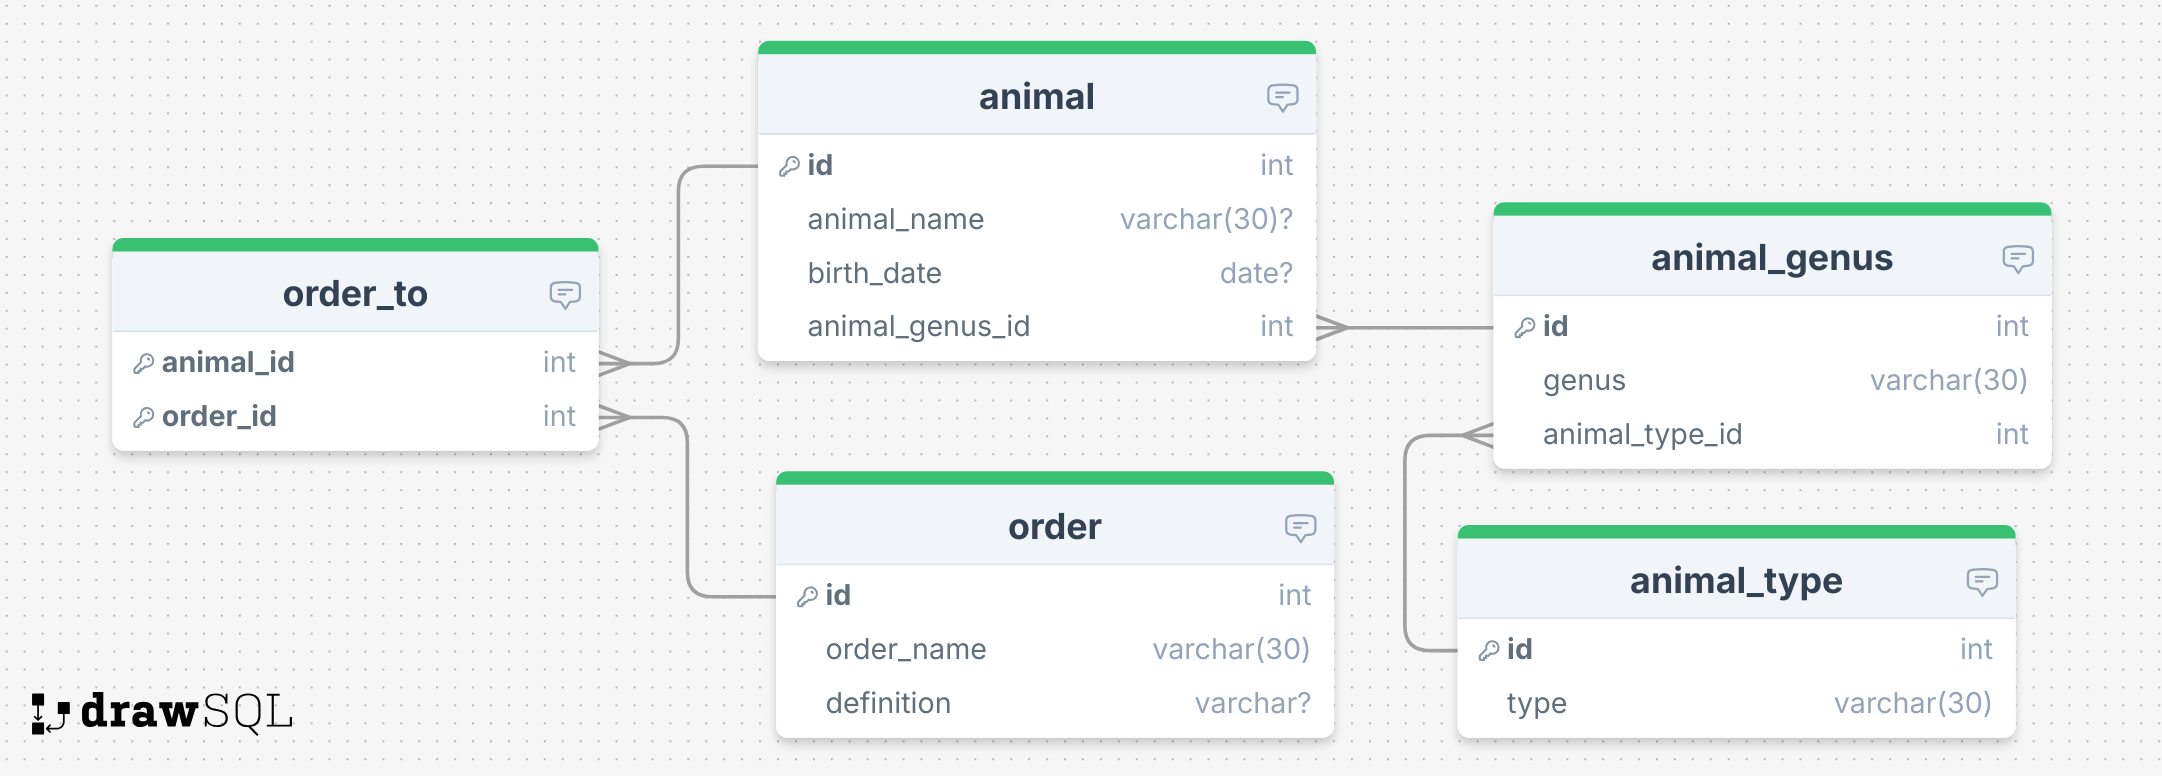 animal
id int
animal_name varchar(30)?
birth_date date?
animal_genus_id int
order_to
animal_id int
order_id int
animal_genus
id int
genus varchar(30)
animal_type_id int
order
id int
order_name varchar(30)
definition varchar?
animal_type
id int
type varchar(30)
drawSQL